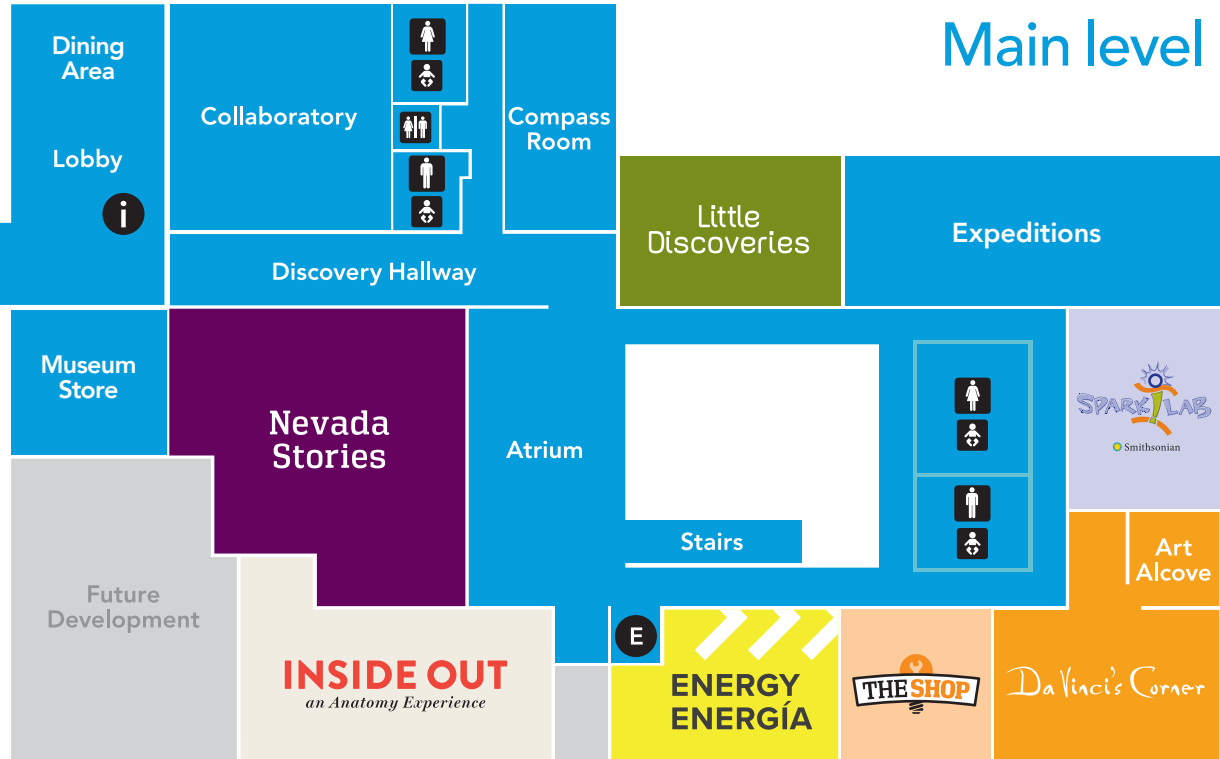 Main level
Dining
Area
Collaboratory
Compass
Room
Lobby
i
Little
Discoveries
Expeditions
Discovery Hallway
Museum
Store
Nevada
Stories
Atrium
SPARK!LAB
Smithsonian
Stairs
Art
Alcove
Future
Development
E
INSIDE OUT
an Anatomy Experience
ENERGY
ENERGÍA
THE SHOP
Da Vinci's Corner